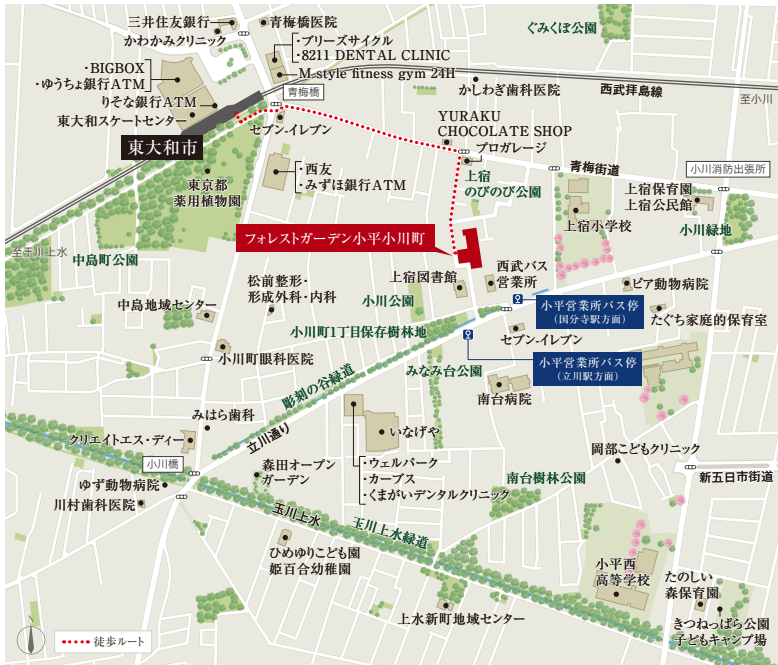 三井住友銀行
かわかみクリニック
青梅橋医院
・ブリーズサイクル
・8211 DENTAL CLINIC
M-style fitness gym 24H
ぐみくぼ公園
・BIGBOX
・ゆうちょ銀行ATM
りそな銀行ATM
東大和スケートセンター
青梅橋
かしわぎ歯科医院
西武拝島線
至小川
東大和市
セブン-イレブン
YURAKU
CHOCOLATE SHOP
プロガレージ
青梅街道
小川消防出張所
東京都
薬用植物園
・西友
・みずほ銀行ATM
上宿
のびのび公園
上宿保育園
上宿公民館
上宿小学校
小川緑地
至玉川上水
中島町公園
フォレストガーデン小平小川町
松前整形・
形成外科・内科
上宿図書館
西武バス
営業所
ピア動物病院
中島地域センター
小川公園
小平営業所バス停
(国分寺駅方面)
たぐち家庭的保育室
小川町1丁目保存樹林地
セブン-イレブン
小川町眼科医院
みなみ台公園
小平営業所バス停
(立川駅方面)
彫刻の谷緑道
南台病院
みはら歯科
立川通り
クリエイトエス・ディー
いなげや
岡部こどもクリニック
小川橋
森田オープン
ガーデン
・ウェルパーク
・カーブス
・くまがいデンタルクリニック
南台樹林公園
新五日市街道
ゆず動物病院
川村歯科医院
玉川上水
玉川上水緑道
ひめゆりこども園
姫百合幼稚園
小平西
高等学校
たのしい
森保育園
上水新町地域センター
きつねっぱら公園
子どもキャンプ場
N
徒歩ルート